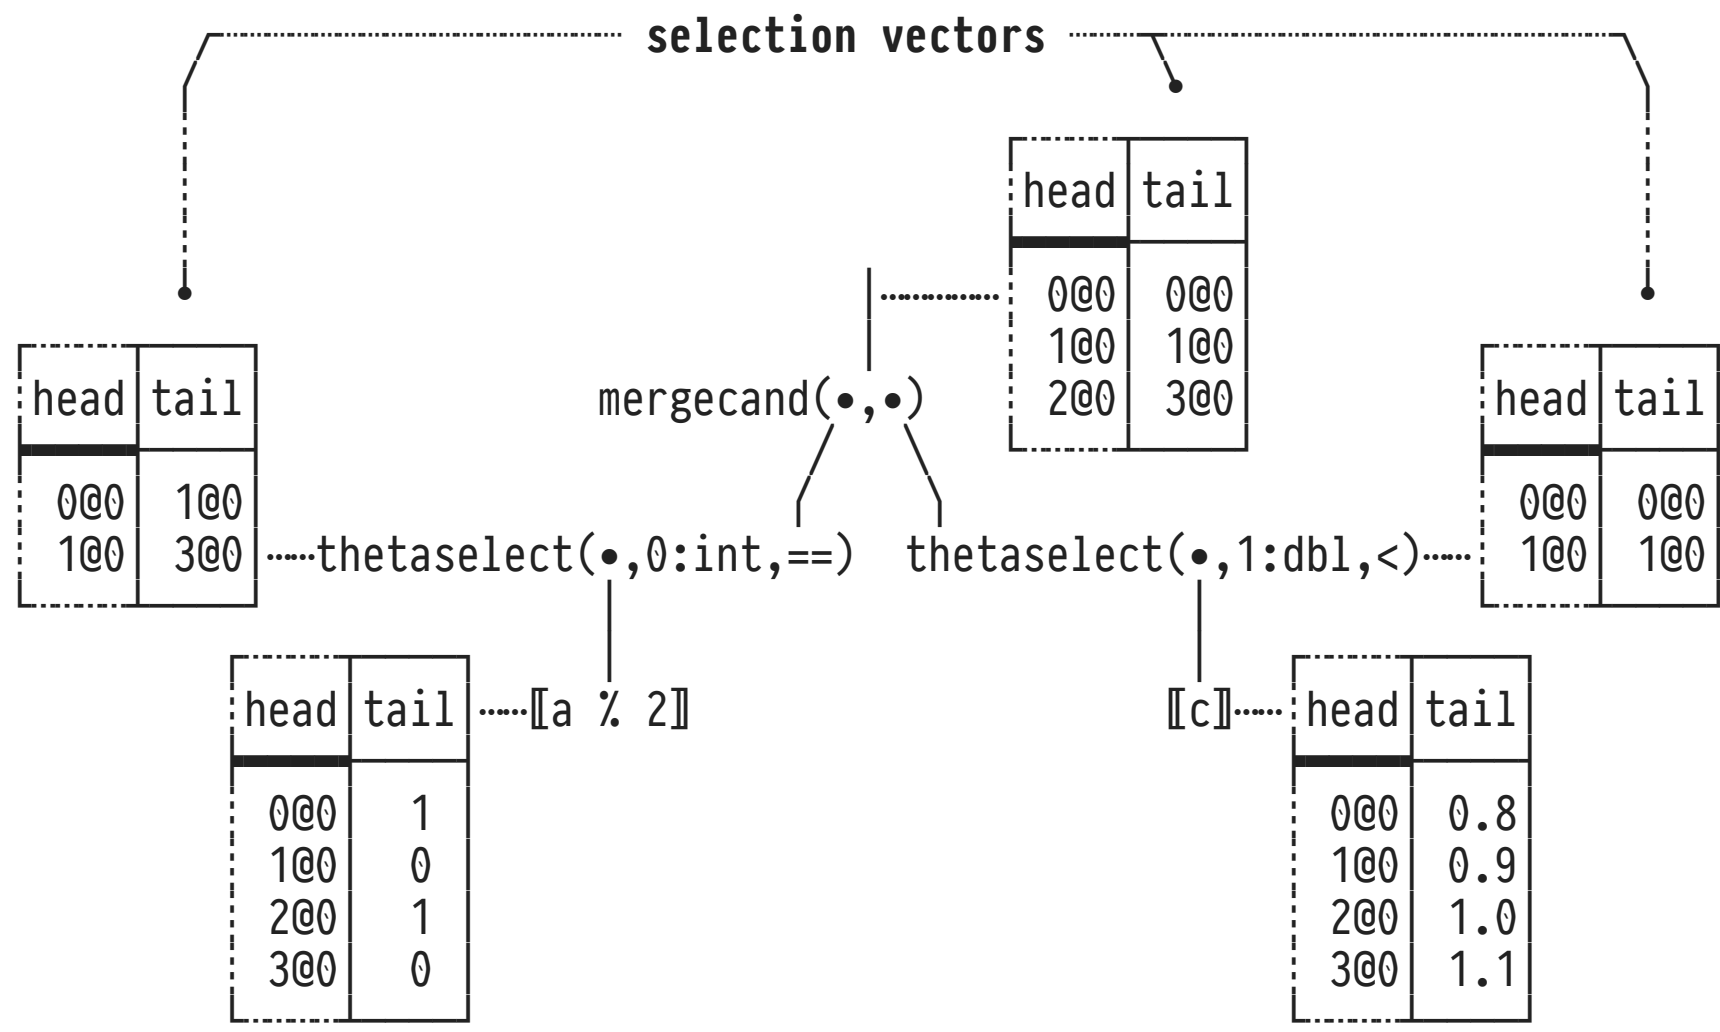 selection vectors
head tail
0@0 0@0
1@0 1@0
2@0 3@0
mergecand(•,•)
head tail
0@0 1@0
1@0 3@0
head tail
0@0 0@0
1@0 1@0
thetaselect(•,0:int,==) thetaselect(•,1:dbl,<)
head tail
0@0 1
1@0 0
2@0 1
3@0 0
⟦a % 2⟧
⟦c⟧
head tail
0@0 0.8
1@0 0.9
2@0 1.0
3@0 1.1